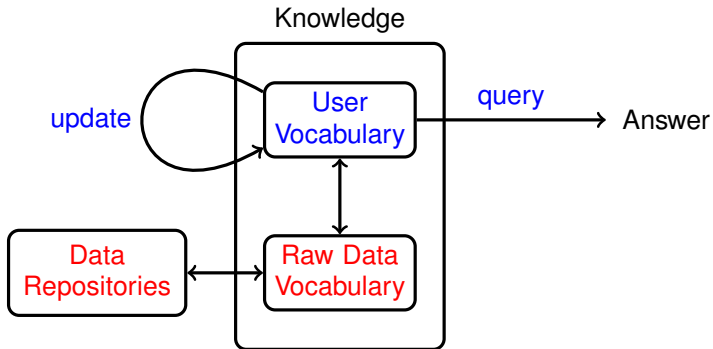 Knowledge
User
Vocabulary
update
query
Answer
Data
Repositories
Raw Data
Vocabulary